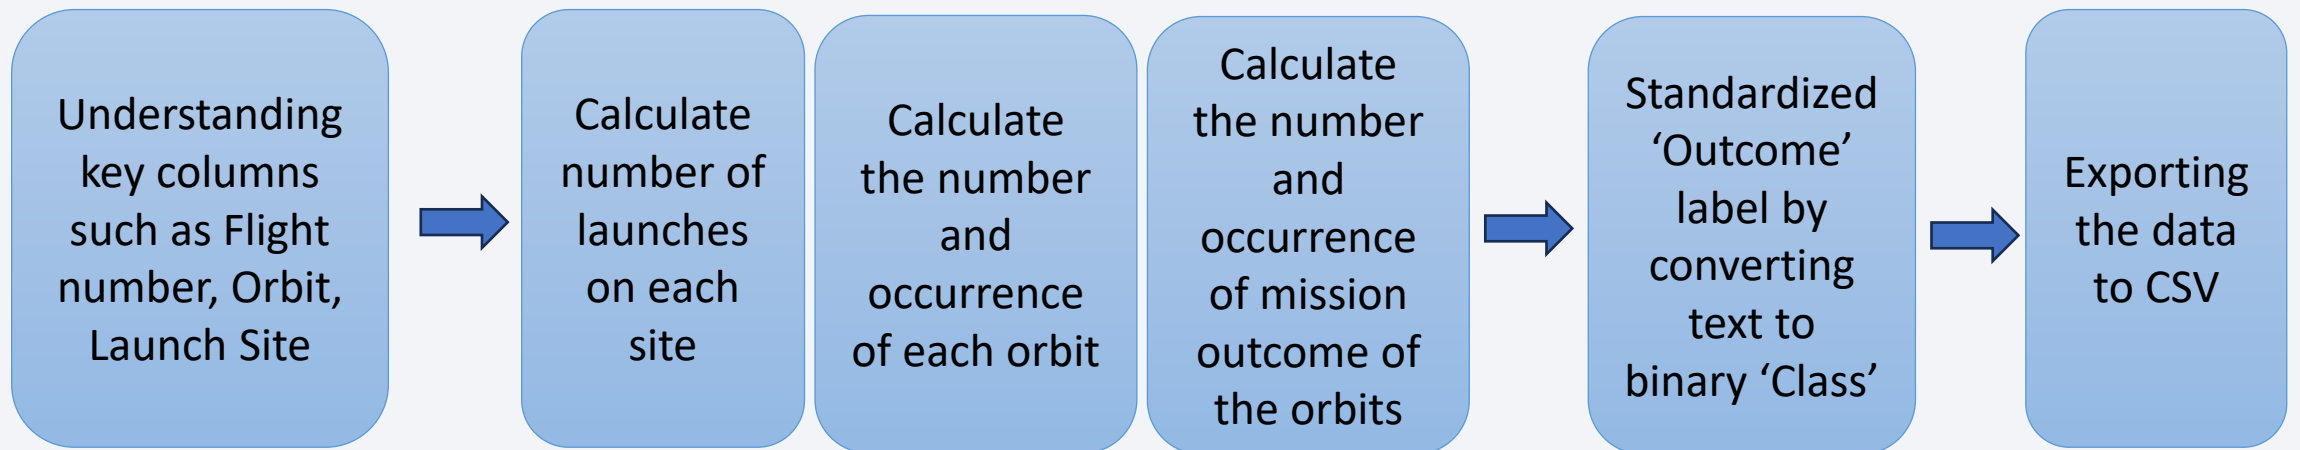 Understanding
key columns
such as Flight
number, Orbit,
Launch Site
Calculate
number of
launches
on each
site
Calculate
the number
and
occurrence
of each orbit
Calculate
the number
and
occurrence
of mission
outcome of
the orbits
Standardized
‘Outcome’
label by
converting
text to
binary ‘Class’
Exporting
the data
to CSV